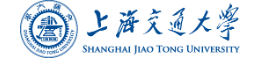 上海交通大學
SHANGHAI JIAO TONG UNIVERSITY